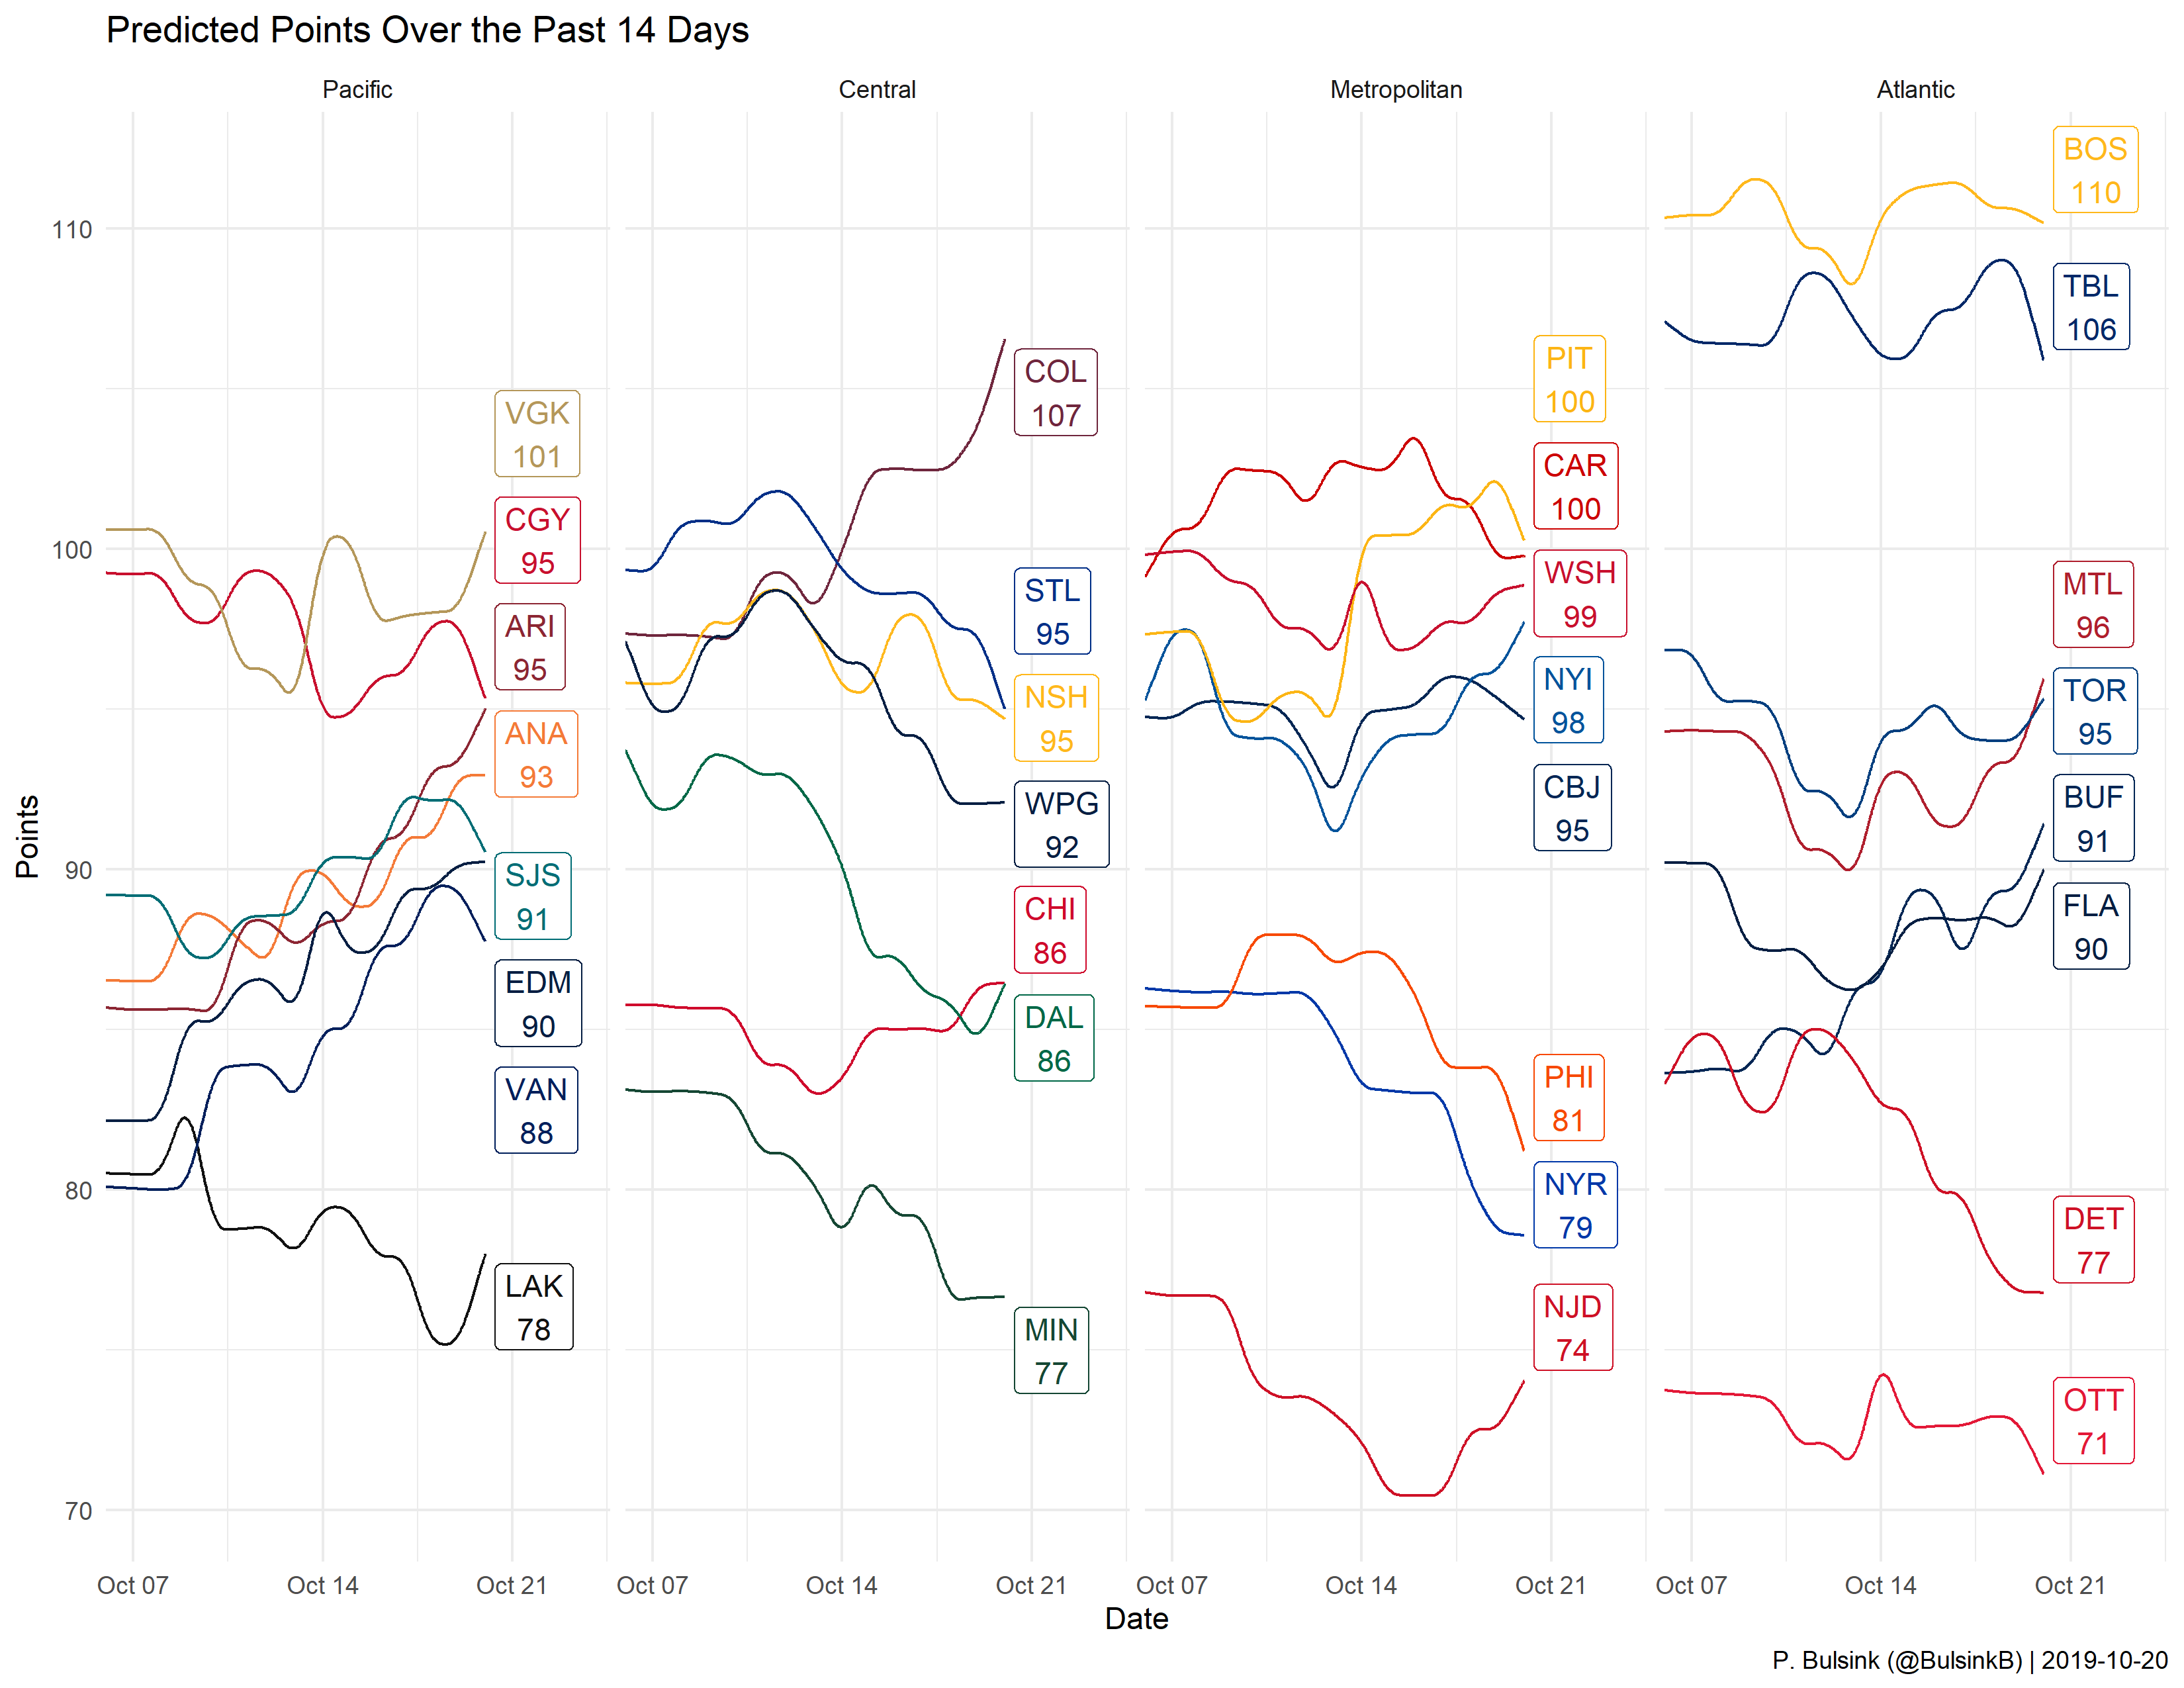 Predicted Points Over the Past 14 Days
Pacific
Central
Metropolitan
Atlantic
Points
110
100
90
80
70
VGK
101
CGY
95
ARI
95
ANA
93
SJS
91
EDM
90
VAN
88
LAK
78
COL
107
STL
95
NSH
95
WPG
92
CHI
86
DAL
86
MIN
77
PIT
100
CAR
100
WSH
99
NYI
98
CBJ
95
PHI
81
NYR
79
NJD
74
BOS
110
TBL
106
MTL
96
TOR
95
BUF
91
FLA
90
DET
77
OTT
71
Oct 07 Oct 14 Oct 21 Oct 07 Oct 14 Oct 21 Oct 07 Oct 14 Oct 21 Oct 07 Oct 14 Oct 21
Date
P. Bulsink (@BulsinkB) | 2019-10-20